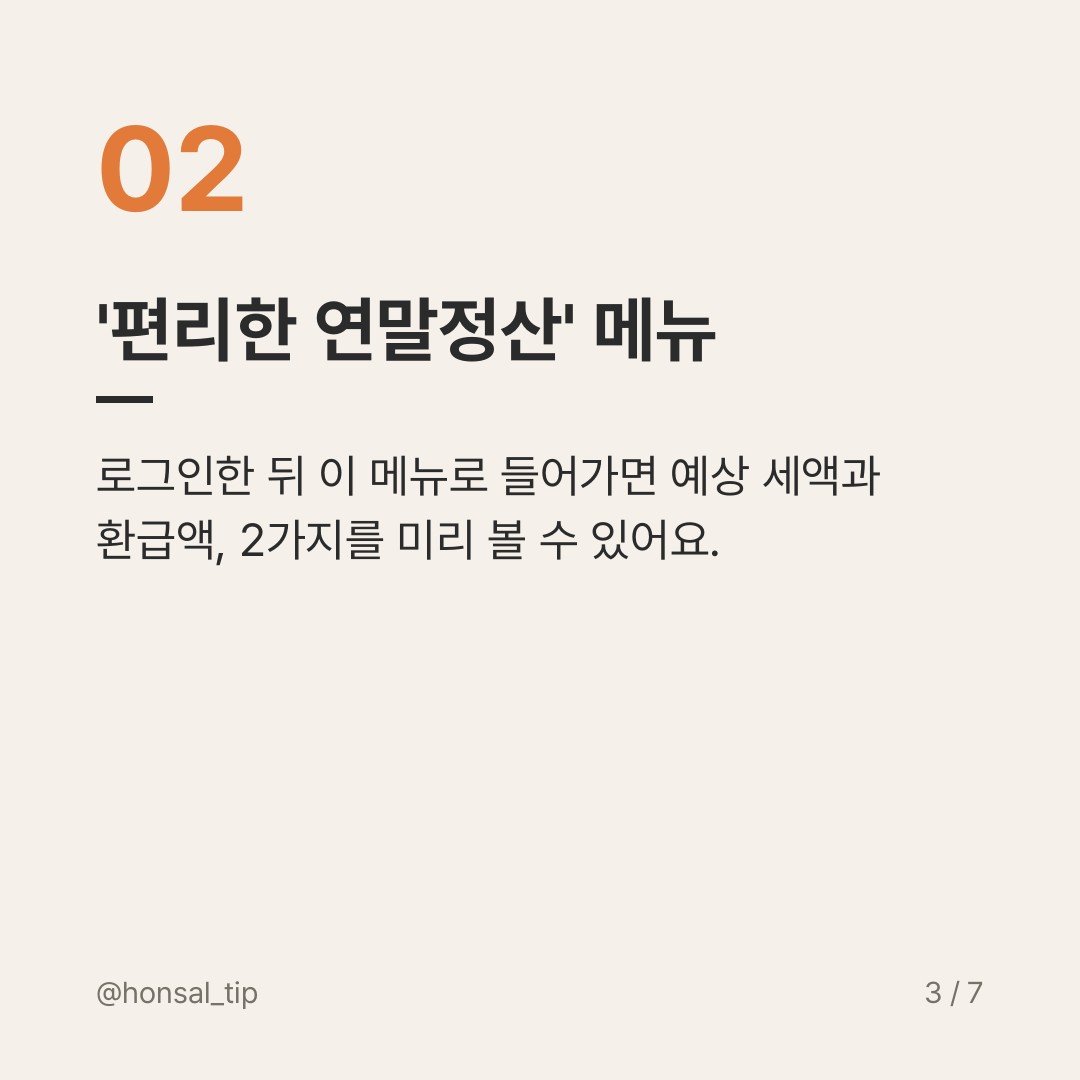 02
'편리한 연말정산' 메뉴
로그인한 뒤 이 메뉴로 들어가면 예상 세액과
환급액, 2가지를 미리 볼 수 있어요.
@honsal_tip
3 / 7